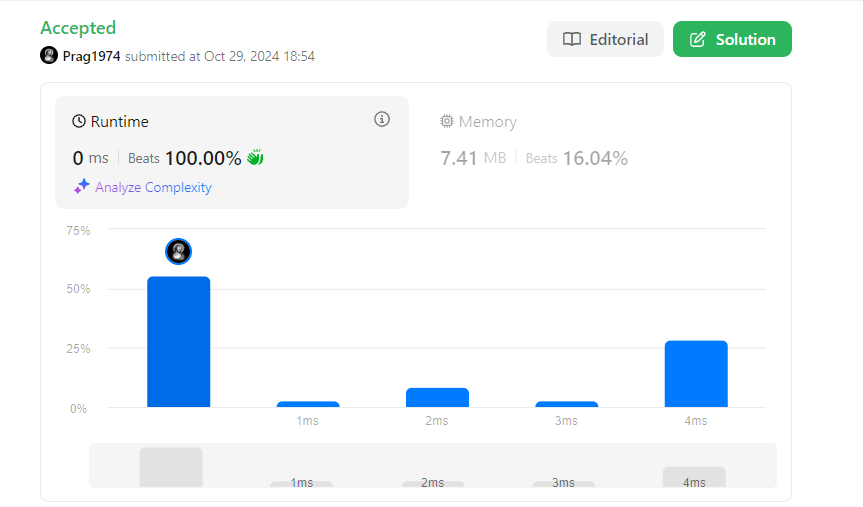 Accepted
Prag1974 submitted at Oct 29, 2024 18:54
Editorial
Solution
Runtime
0 ms Beats 100.00%
Analyze Complexity
Memory
7.41 MB Beats 16.04%
75%
50%
25%
0%
1ms 2ms 3ms 4ms
1ms 2ms 3ms 4ms